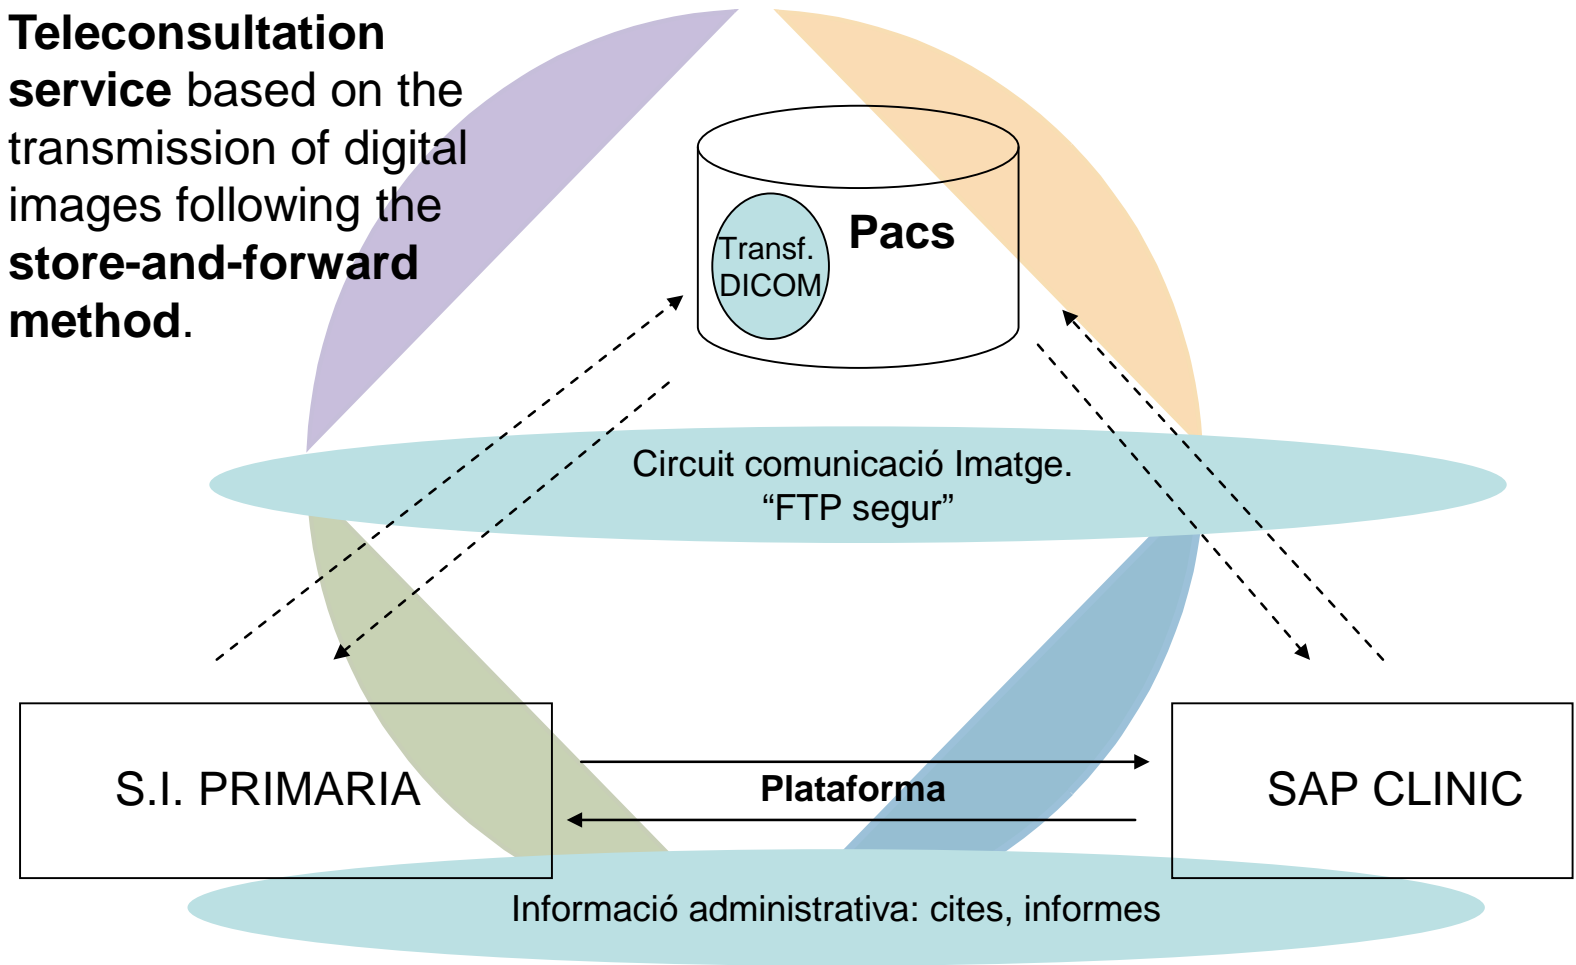 Teleconsultation
service based on the
transmission of digital
images following the
store-and-forward
method.
Pacs
Transf.
DICOM
Circuit comunicació Imatge.
“FTP segur”
S.I. PRIMARIA
Plataforma
SAP CLINIC
Informació administrativa: cites, informes